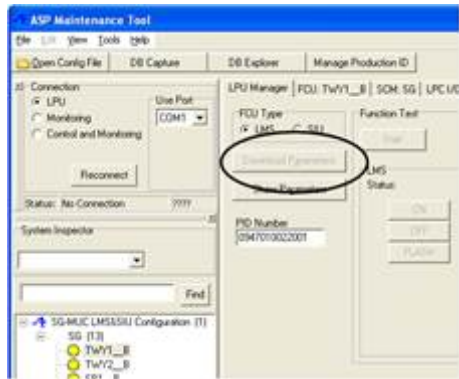 ASP Maintenance Tool
File Edit View Tools Help
Open Config File DB Capture DB Explorer Manage Production ID
Connection
LPU
Monitoring
Control and Monitoring
Use Port
COM1
Reconnect
Status: No Connection ????
System Inspector
Find
SG-MUC LMS&SIU Configuration (1)
SG (13)
TWY1__B
TWY2__B
LPU Manager FCU: TWY1__B SCM: SG LPC I/O
FCU Type
LMS SIU
Download Parameters
PID Number
0947010022001
Function Test
LMS
Status:
ON
OFF
FLASH